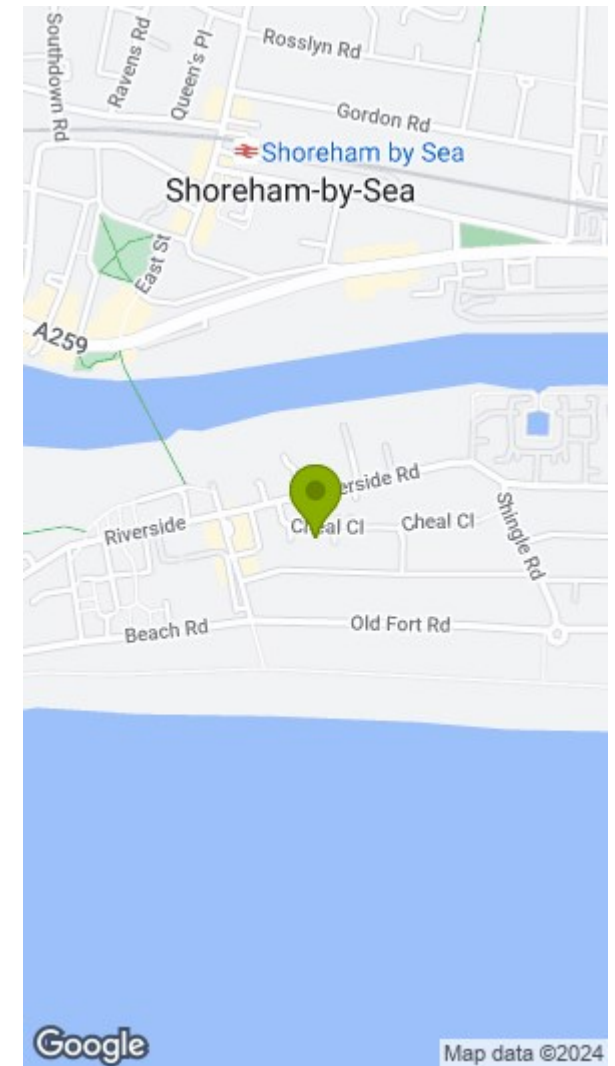 Southdown Rd
Ravens Rd
Queen's Pl
Rosslyn Rd
Gordon Rd
Shoreham by Sea
Shoreham-by-Sea
East St
A259
erside Rd
Cheal Cl
Cheal Cl
Riverside
Shingle Rd
Beach Rd
Old Fort Rd
Google
Map data ©2024